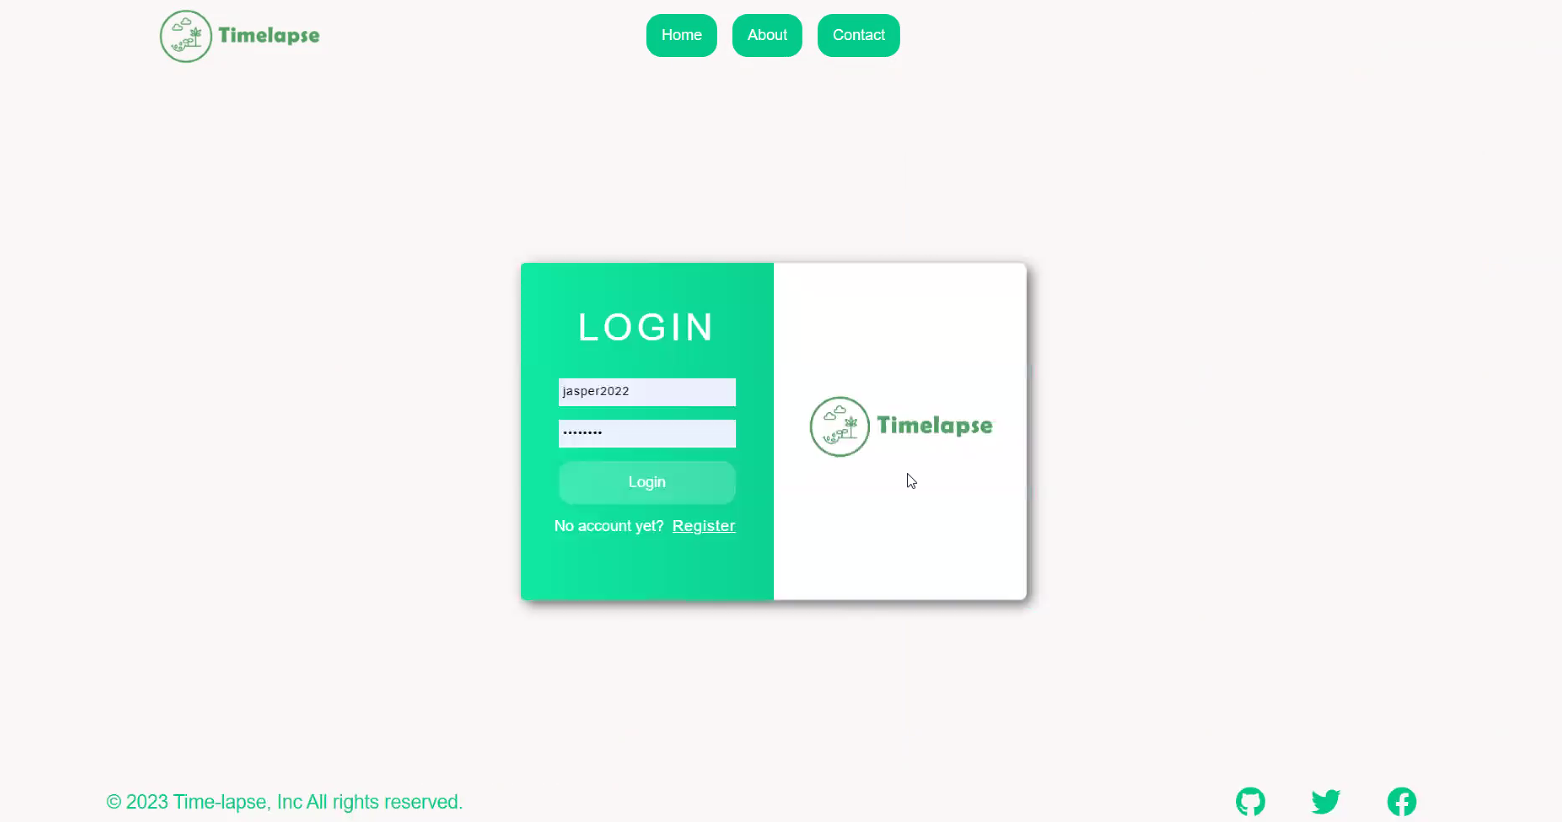 Timelapse
Home
About
Contact
LOGIN
jasper2022
••••••••
Login
No account yet? Register
Timelapse
© 2023 Time-lapse, Inc All rights reserved.